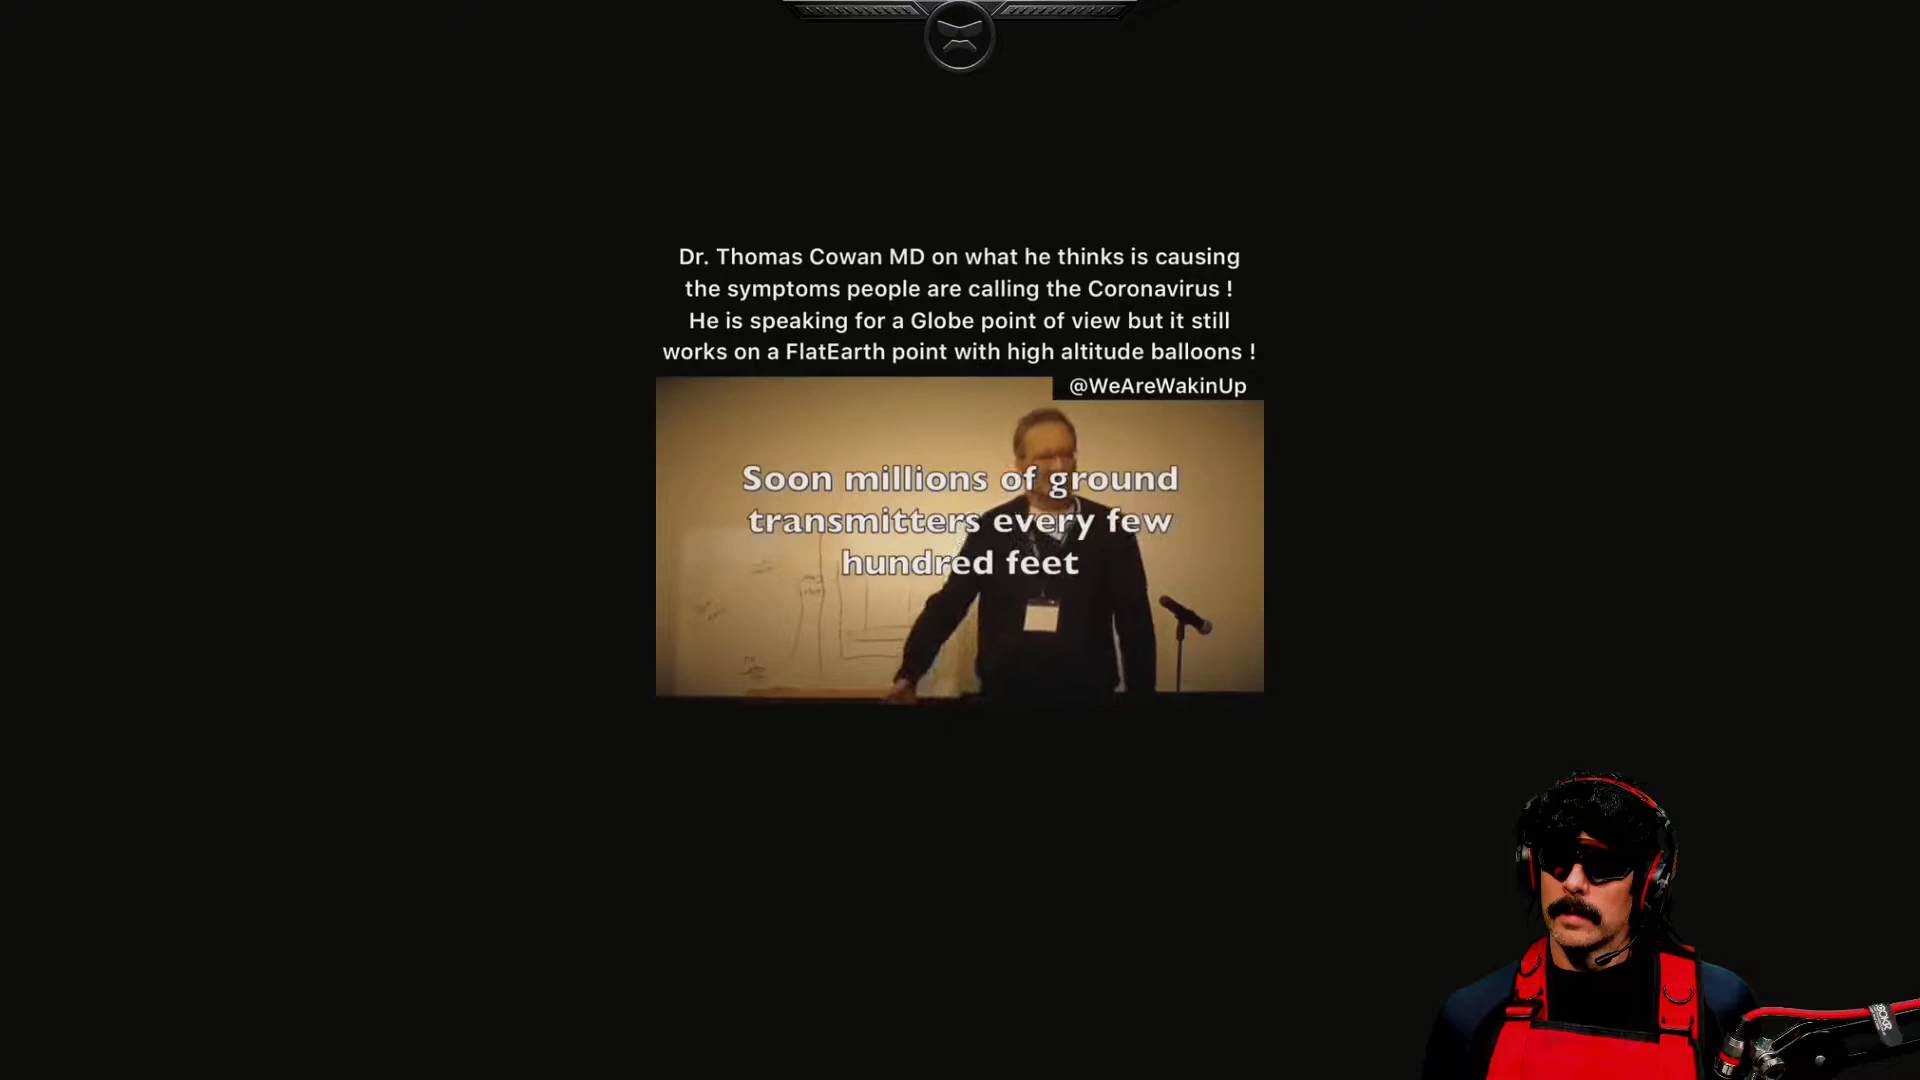 Dr. Thomas Cowan MD on what he thinks is causing
the symptoms people are calling the Coronavirus !
He is speaking for a Globe point of view but it still
works on a FlatEarth point with high altitude balloons !
@WeAreWakinUp
Soon millions of ground
transmitters every few
hundred feet